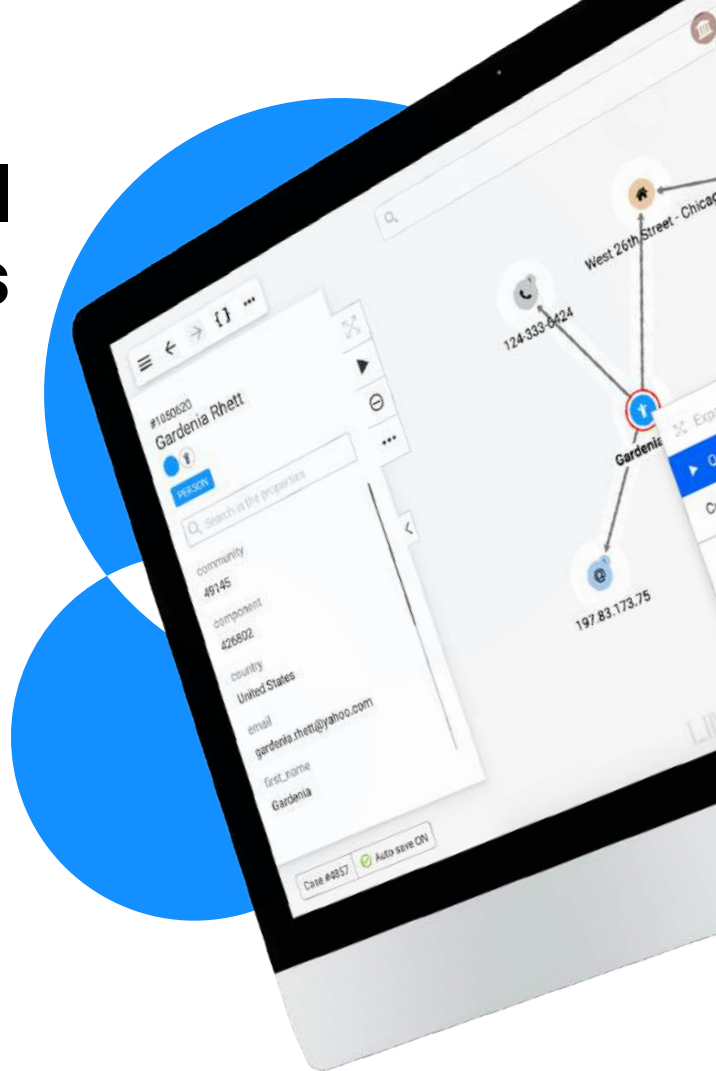 #1050620
Gardenia Rhett
PERSON
Search in the properties
community
49145
component
426802
country
United States
email
gardenia.rhett@yahoo.com
first_name
Gardenia
Case #4857
Auto save ON
West 26th Street - Chicag
124-333-6424
Gardenia
197.83.173.75
Exp